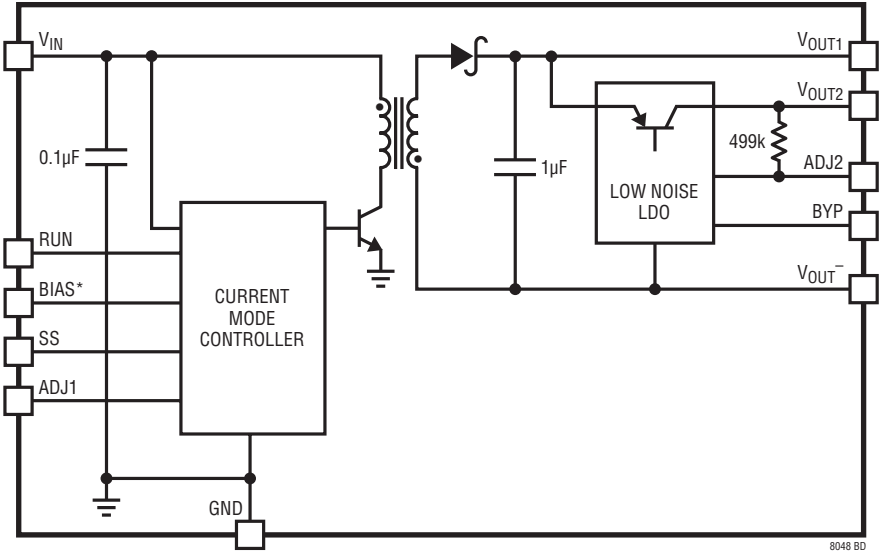 VIN
VOUT1
VOUT2
499k
0.1µF
1µF
ADJ2
LOW NOISE
LDO
BYP
RUN
VOUT–
BIAS*
CURRENT
MODE
CONTROLLER
SS
ADJ1
GND
8048 BD